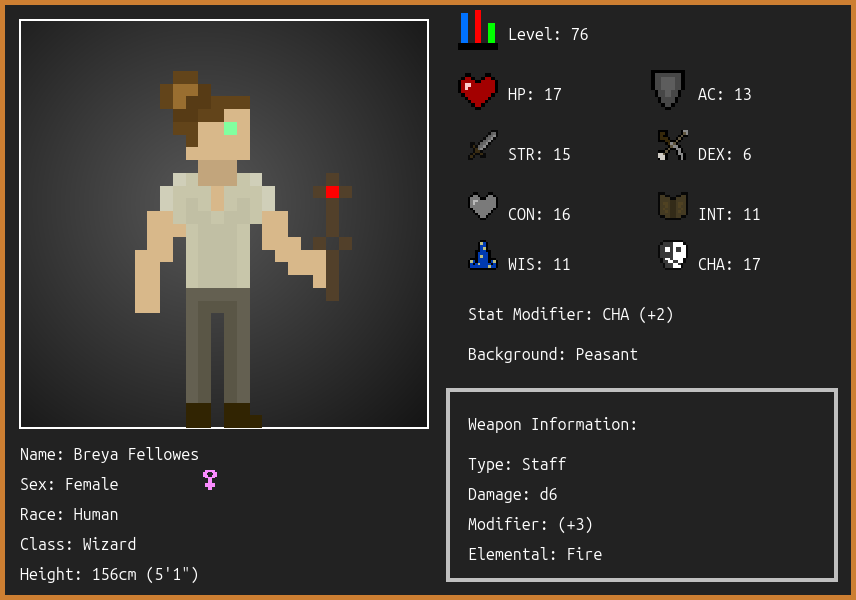 Level: 76
HP: 17
AC: 13
STR: 15
DEX: 6
CON: 16
INT: 11
WIS: 11
CHA: 17
Stat Modifier: CHA (+2)
Background: Peasant
Weapon Information:
Type: Staff
Damage: d6
Modifier: (+3)
Elemental: Fire
Name: Breya Fellowes
Sex: Female
Race: Human
Class: Wizard
Height: 156cm (5'1")